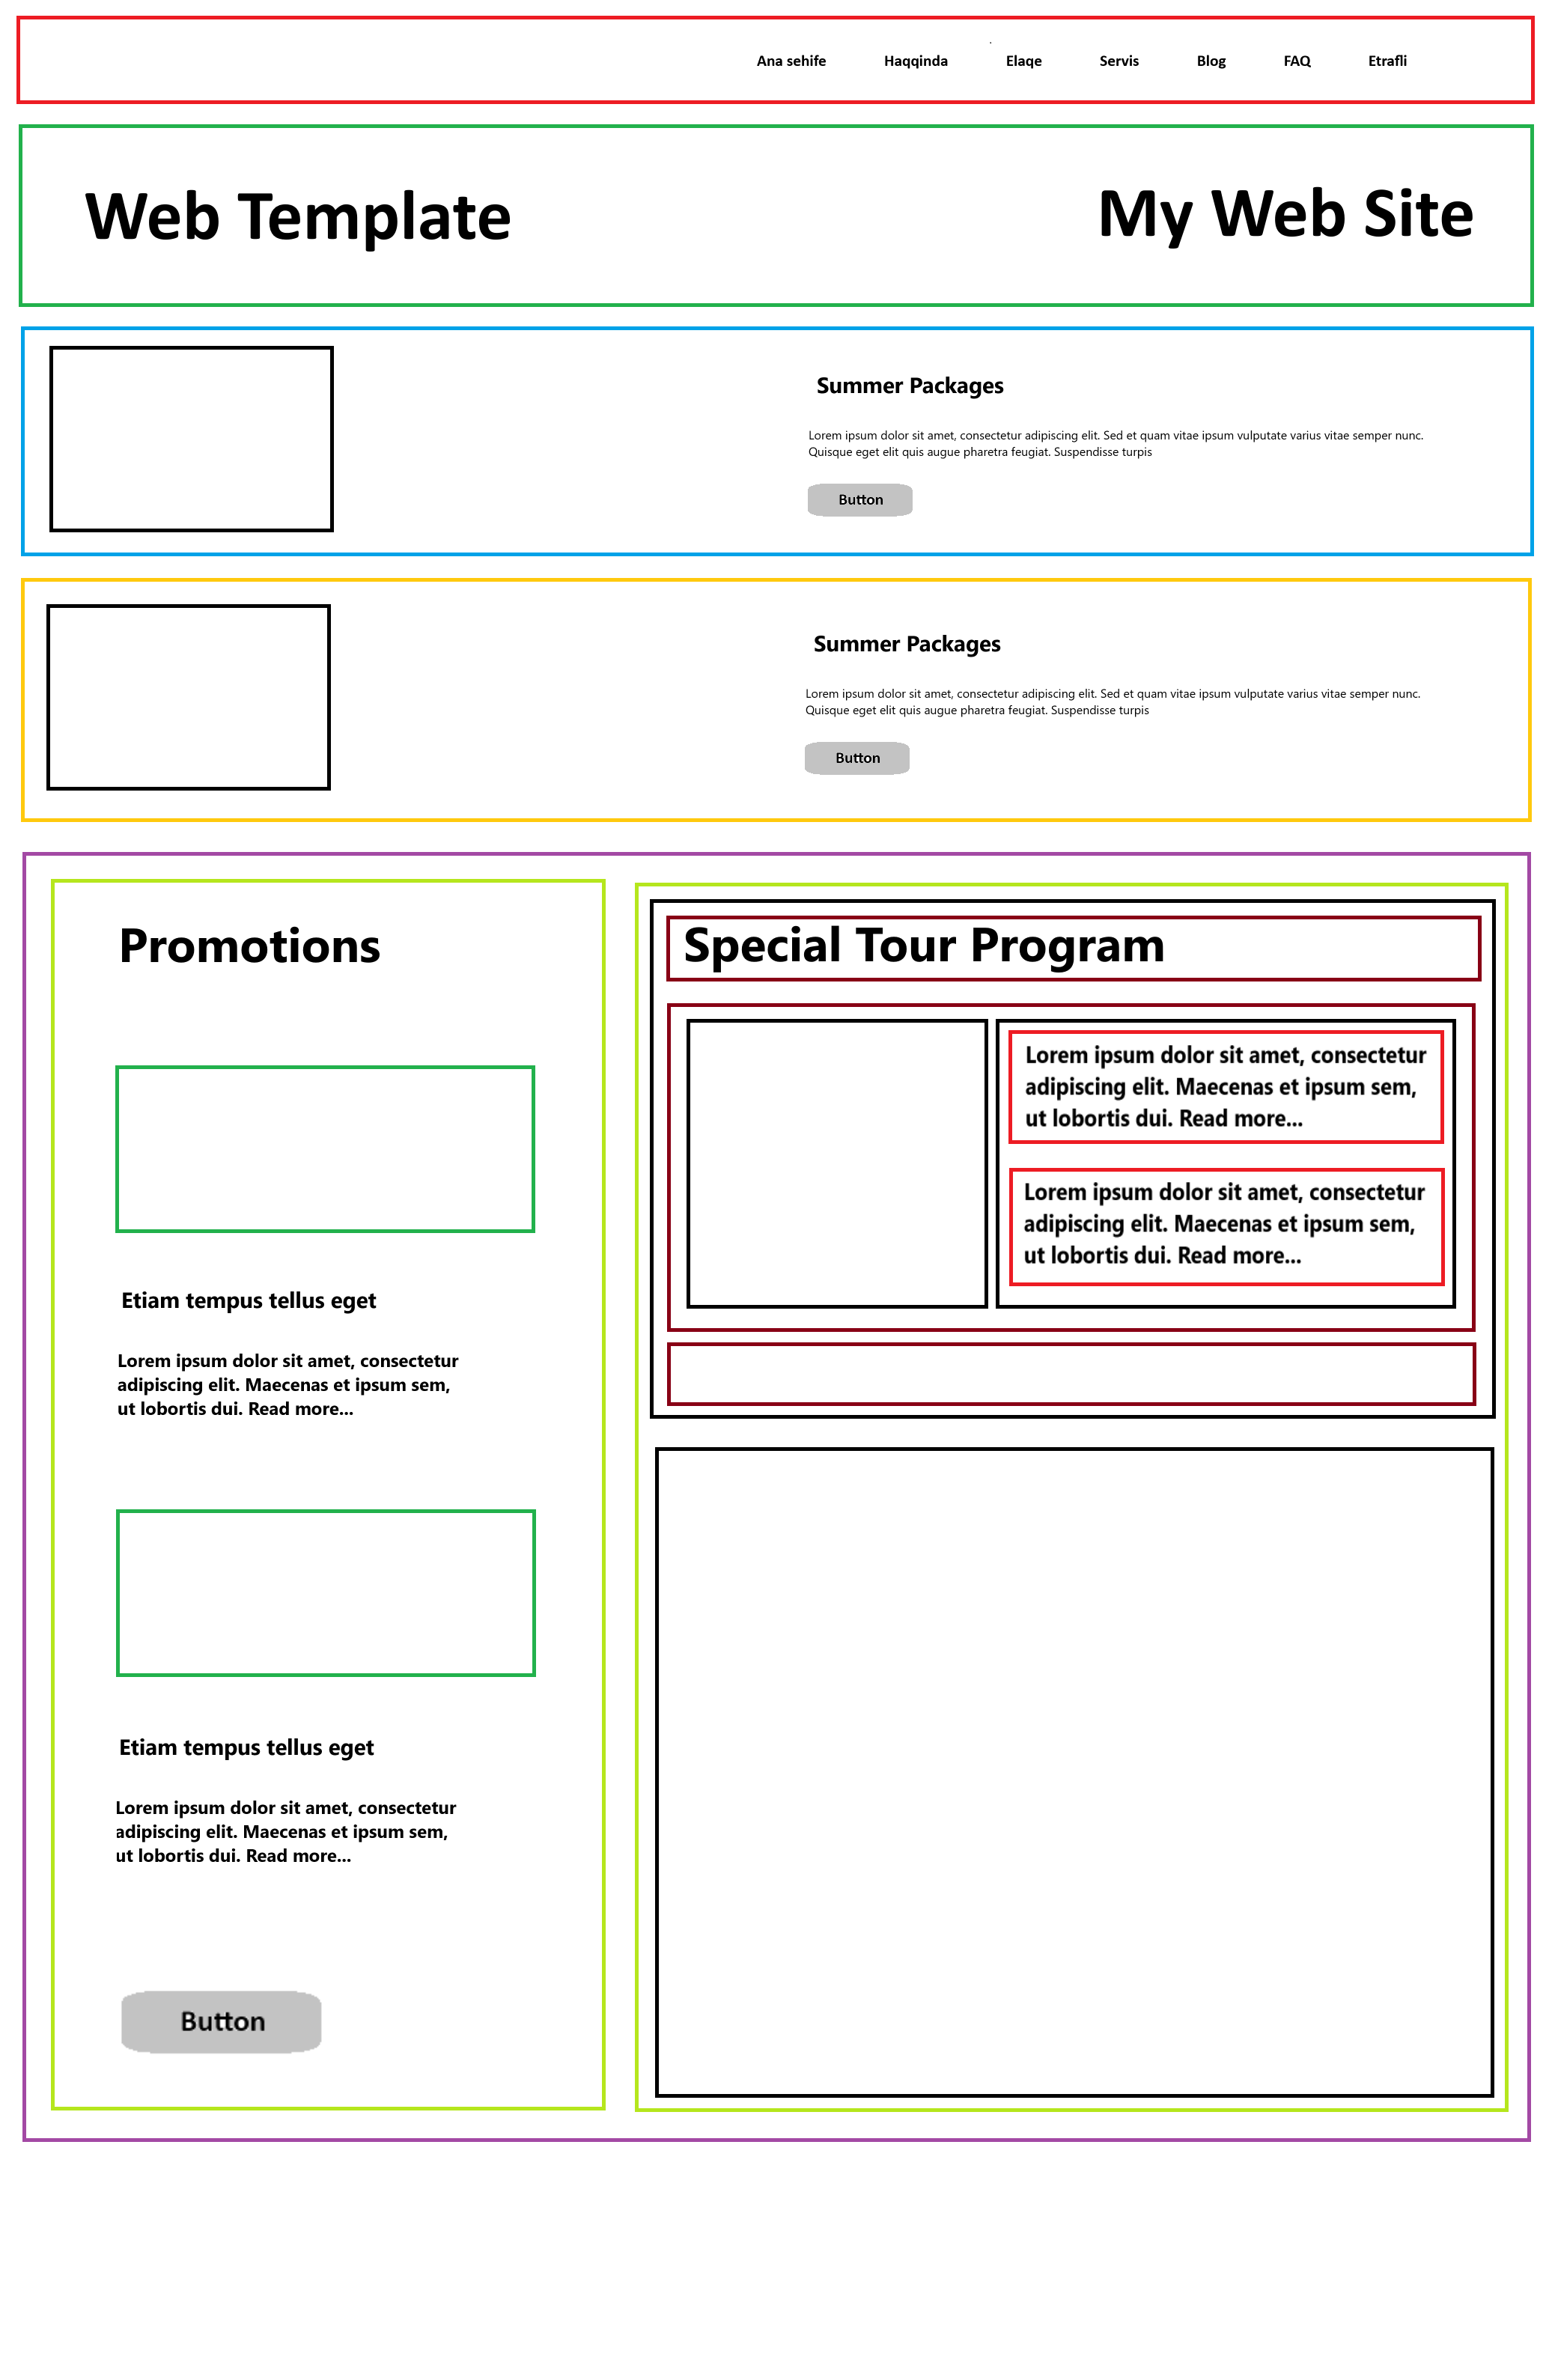 Ana sehife Haqqinda Elaqe Servis Blog FAQ Etrafli
Web Template
My Web Site
Summer Packages
Lorem ipsum dolor sit amet, consectetur adipiscing elit. Sed et quam vitae ipsum vulputate varius vitae semper nunc.
Quisque eget elit quis augue pharetra feugiat. Suspendisse turpis
Button
Summer Packages
Lorem ipsum dolor sit amet, consectetur adipiscing elit. Sed et quam vitae ipsum vulputate varius vitae semper nunc.
Quisque eget elit quis augue pharetra feugiat. Suspendisse turpis
Button
Promotions
Etiam tempus tellus eget
Lorem ipsum dolor sit amet, consectetur
adipiscing elit. Maecenas et ipsum sem,
ut lobortis dui. Read more...
Etiam tempus tellus eget
Lorem ipsum dolor sit amet, consectetur
adipiscing elit. Maecenas et ipsum sem,
ut lobortis dui. Read more...
Button
Special Tour Program
Lorem ipsum dolor sit amet, consectetur
adipiscing elit. Maecenas et ipsum sem,
ut lobortis dui. Read more...
Lorem ipsum dolor sit amet, consectetur
adipiscing elit. Maecenas et ipsum sem,
ut lobortis dui. Read more...